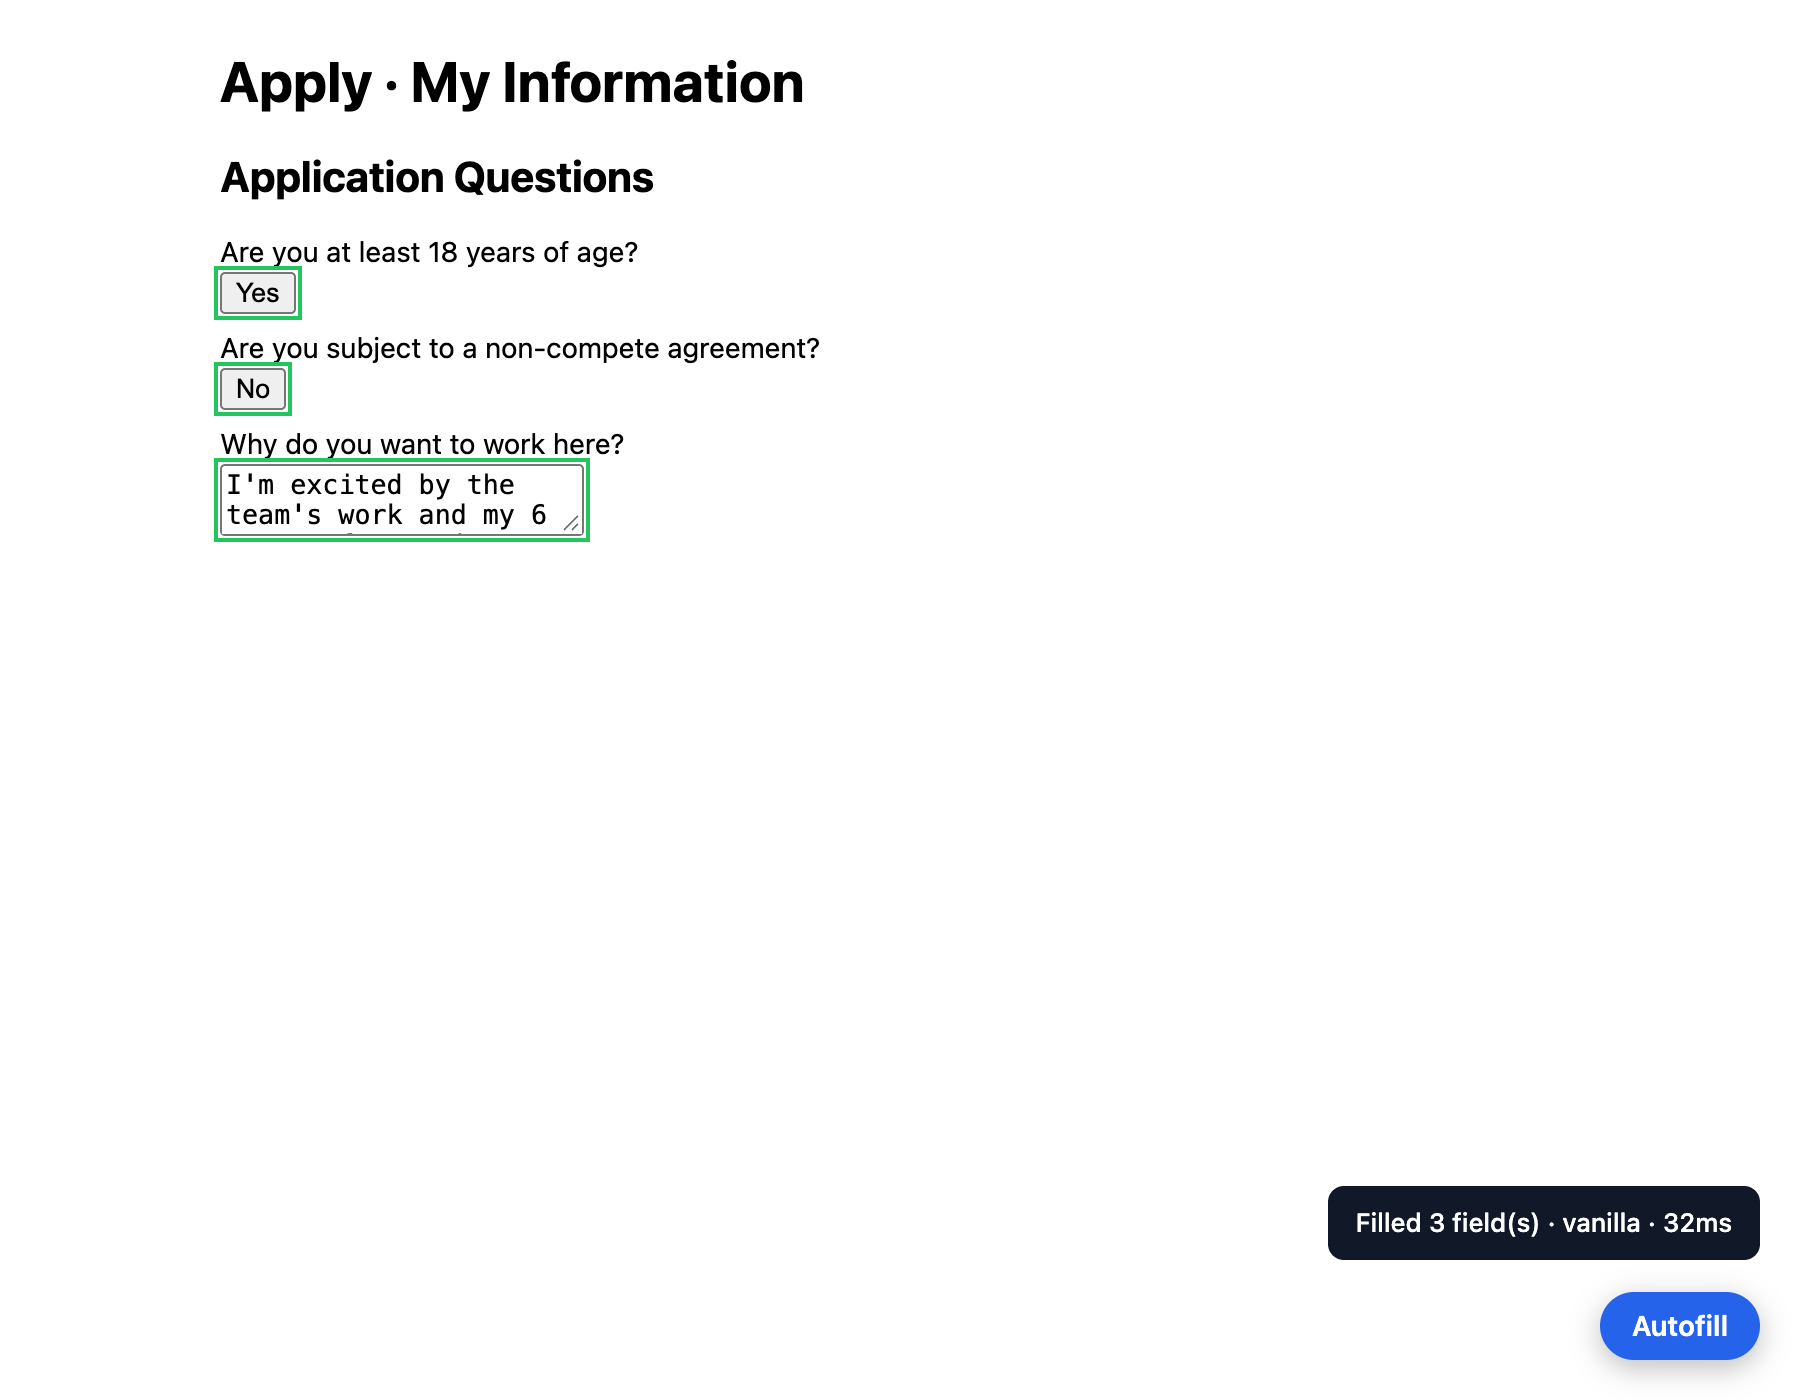 Apply · My Information
Application Questions
Are you at least 18 years of age?
Yes
Are you subject to a non-compete agreement?
No
Why do you want to work here?
I'm excited by the
team's work and my 6
Filled 3 field(s) · vanilla · 32ms
Autofill